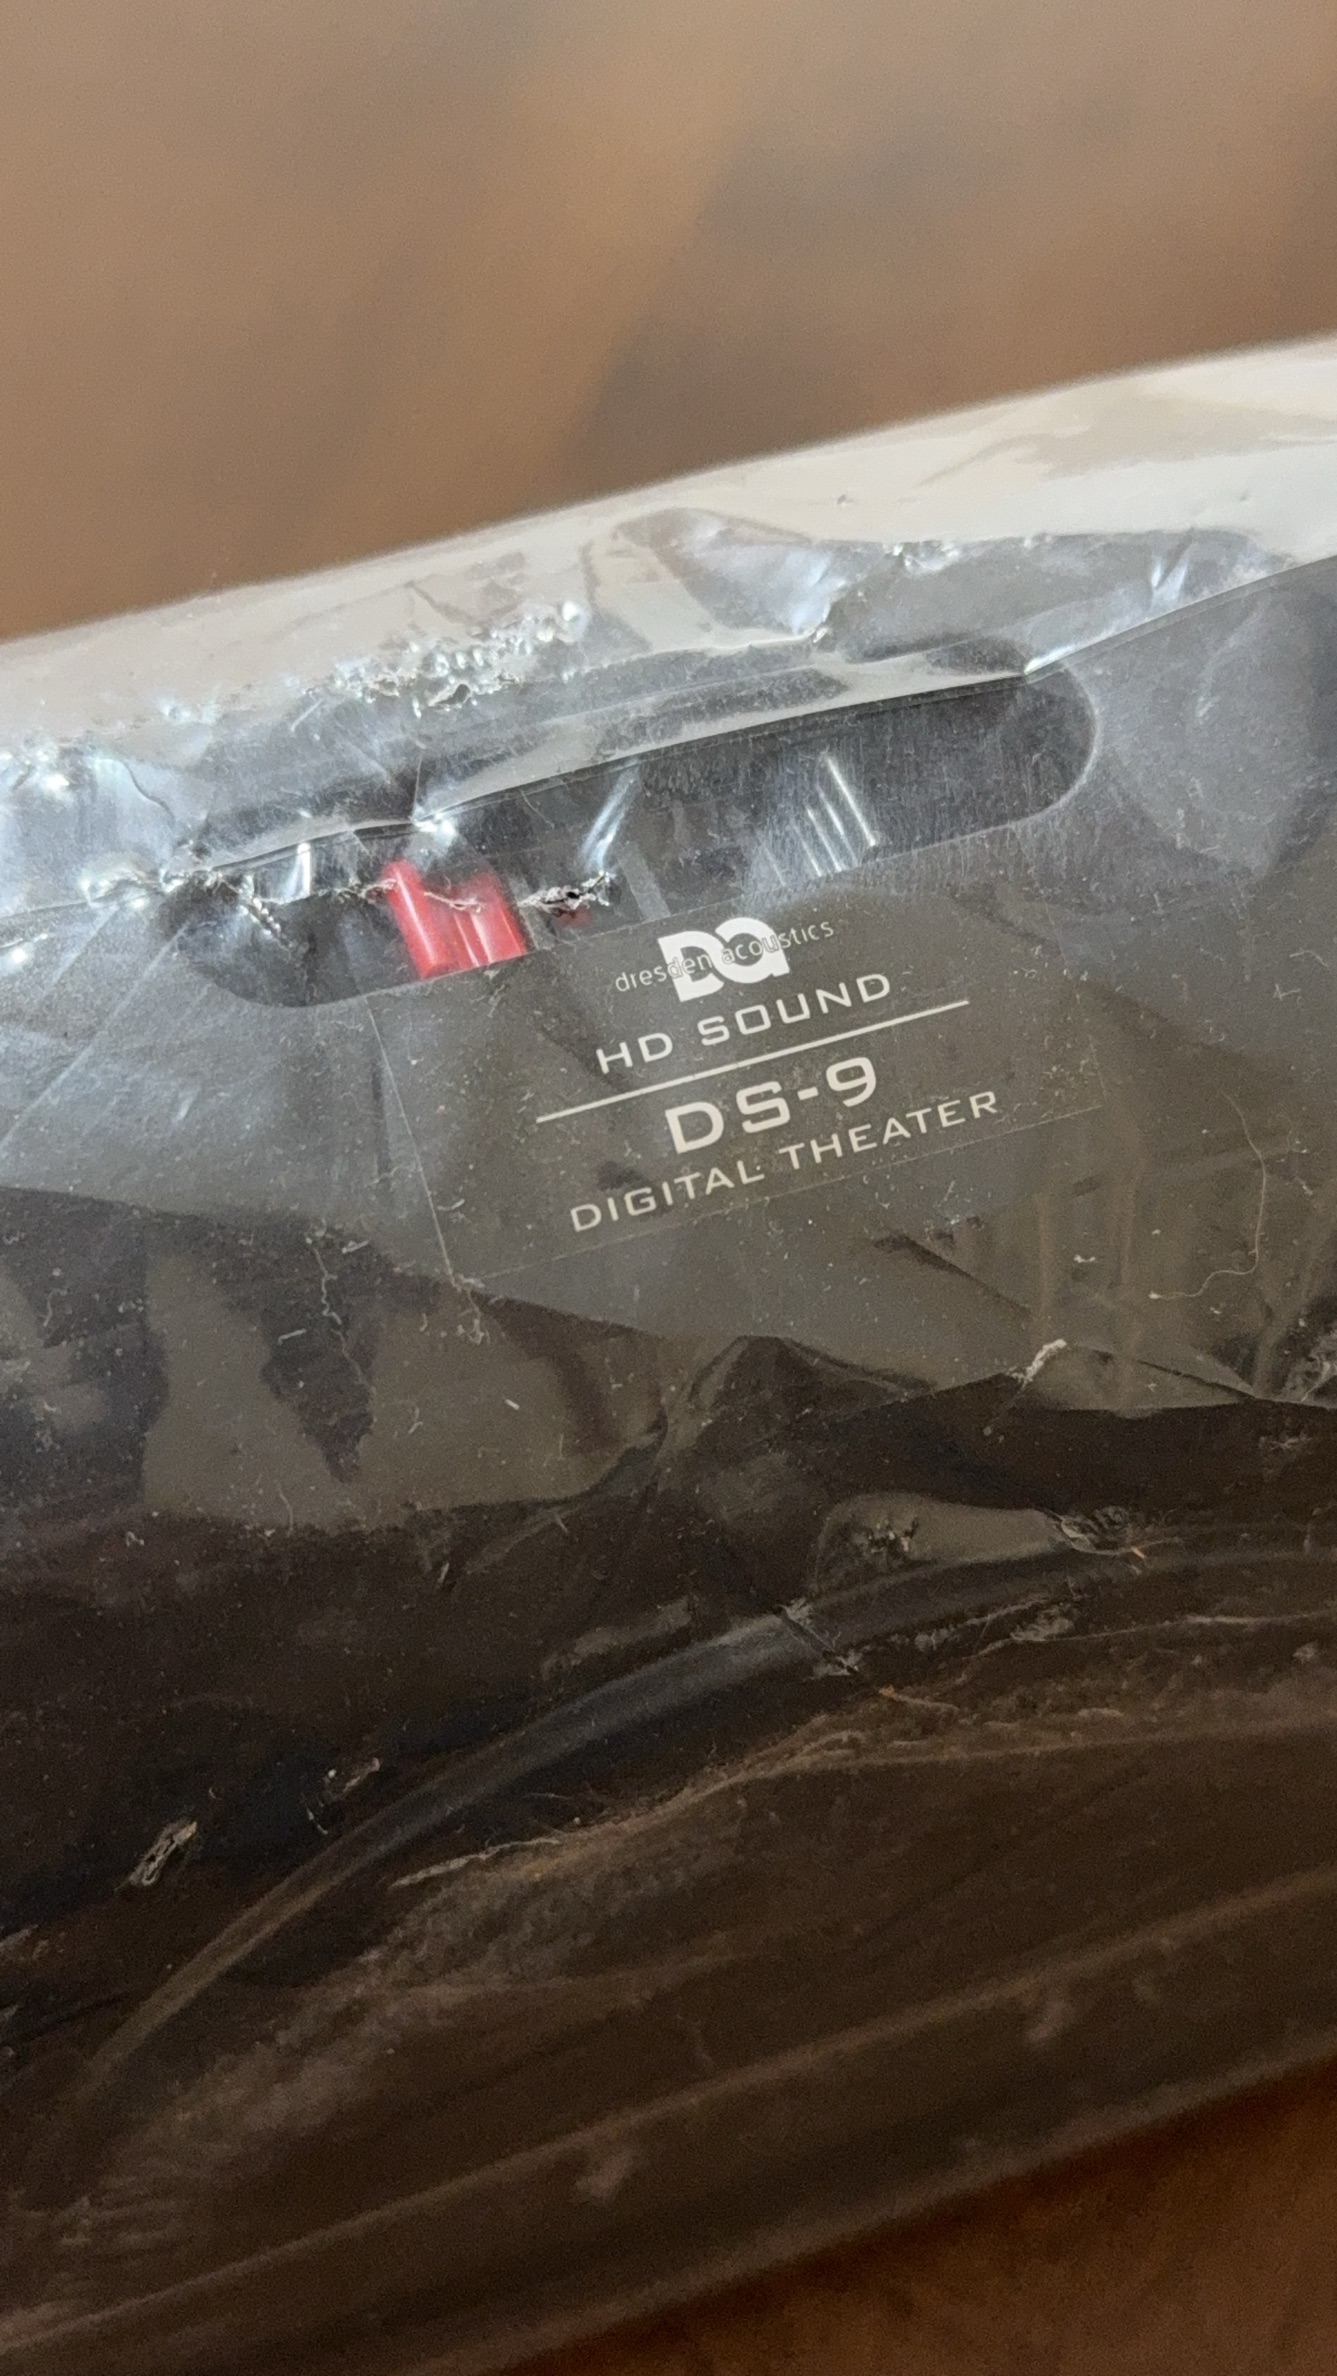 DA
dresden acoustics
HD SOUND
DS-9
DIGITAL THEATER